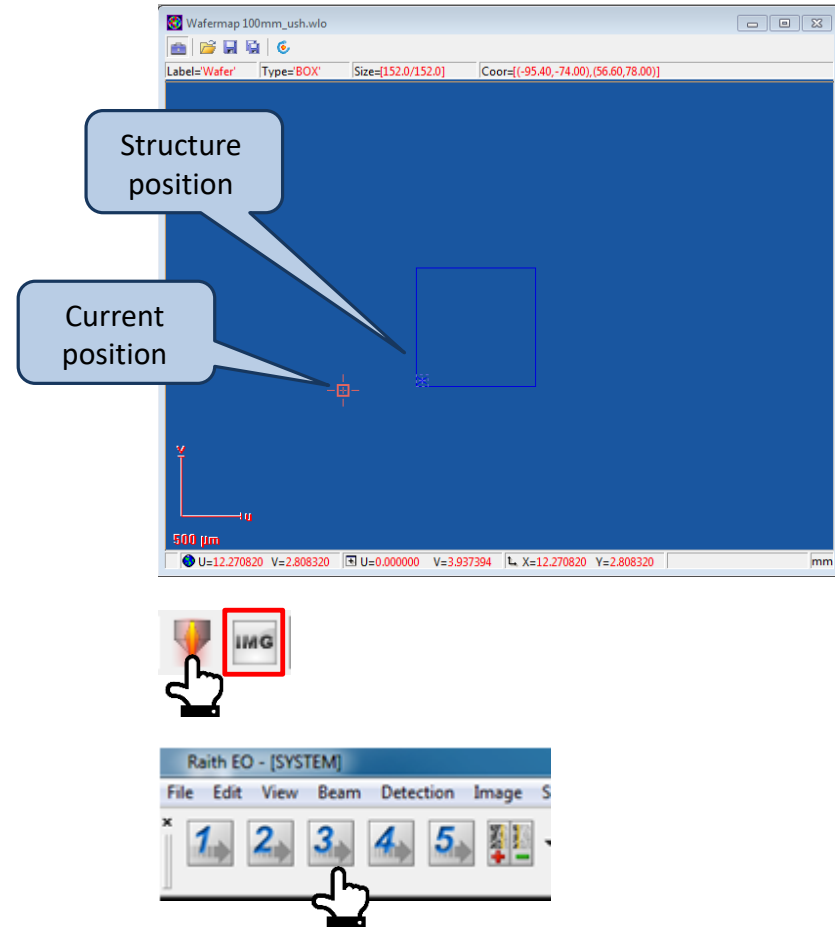 Wafermap 100mm_ush.wlo
Label='Wafer' Type='BOX' Size=[152.0/152.0] Coor=[(-95.40,-74.00),(56.60,78.00)]
Structure
position
Current
position
v
u
500 µm
U=12.270820 V=2.808320 U=0.000000 V=3.937394 X=12.270820 Y=2.808320 mm
IMG
Raith EO - [SYSTEM]
File Edit View Beam Detection Image S
1 2 3 4 5